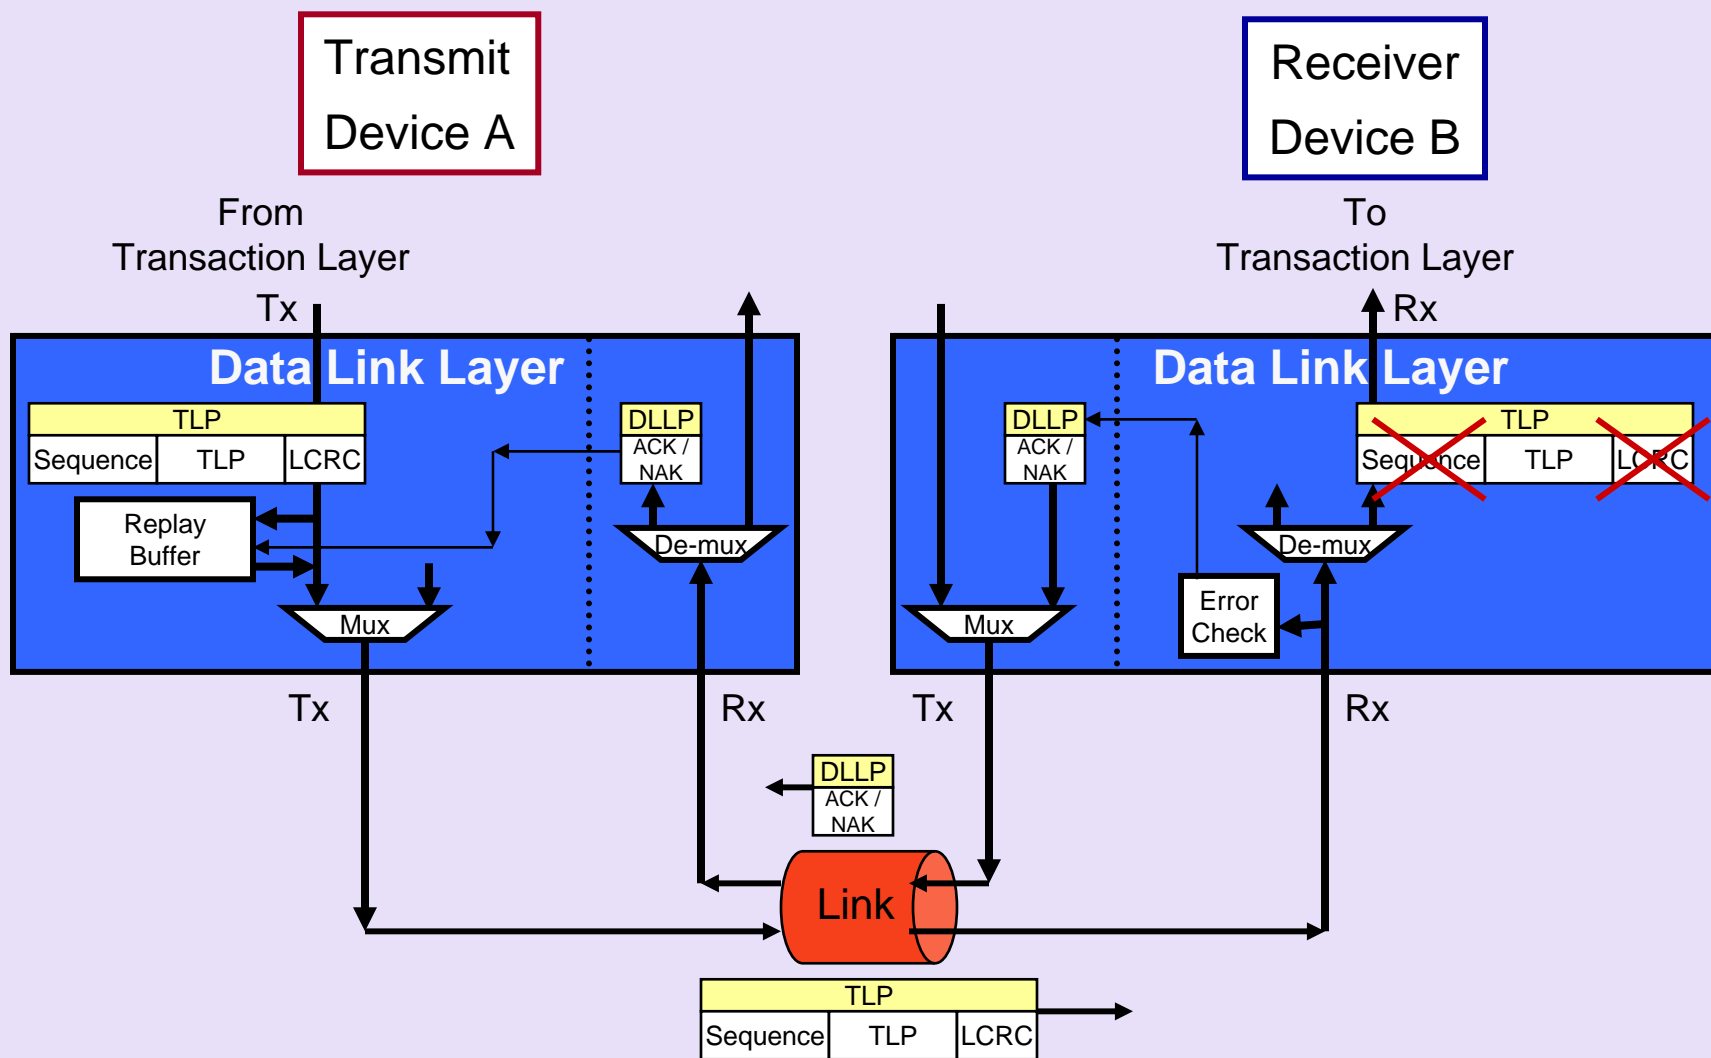 Transmit
Device A
Receiver
Device B
From
Transaction Layer
To
Transaction Layer
Tx
Rx
Data Link Layer
Data Link Layer
TLP
Sequence
TLP
LCRC
Replay
Buffer
Mux
DLLP
ACK /
NAK
De-mux
DLLP
ACK /
NAK
Mux
TLP
Sequence
TLP
LCRC
De-mux
Error
Check
Tx
Rx
Tx
Rx
DLLP
ACK /
NAK
Link
TLP
Sequence
TLP
LCRC